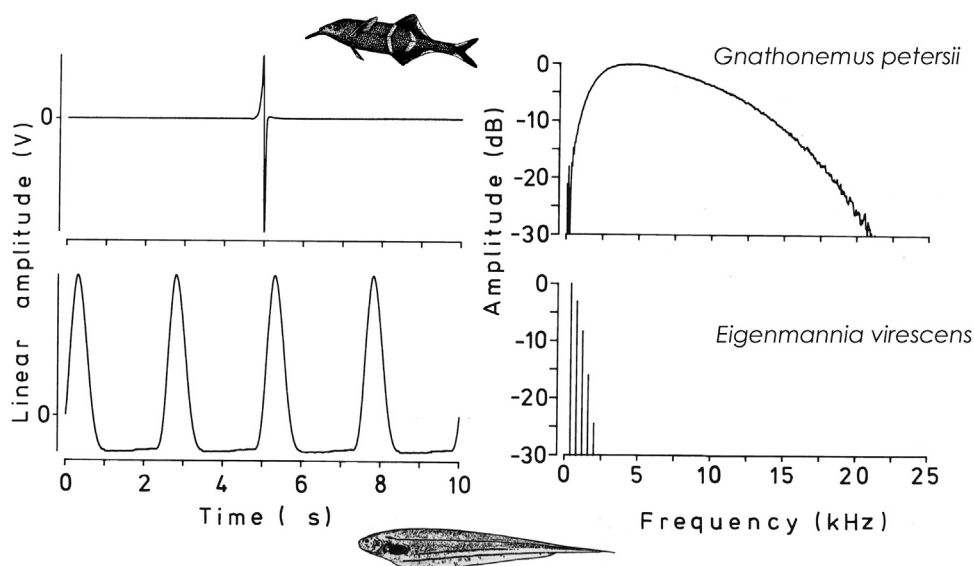 Gnathonemus petersii
Linear amplitude (V)
0
0
0 2 4 6 8 10
Time ( s)
Amplitude (dB)
0
-10
-20
-30
Eigenmannia virescens
0
-10
-20
-30
0 5 10 15 20 25
Frequency (kHz)